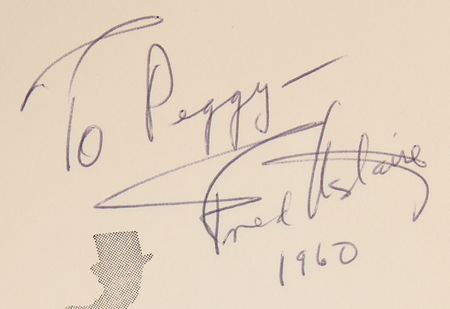 To Peggy —
Fred Astaire
1960